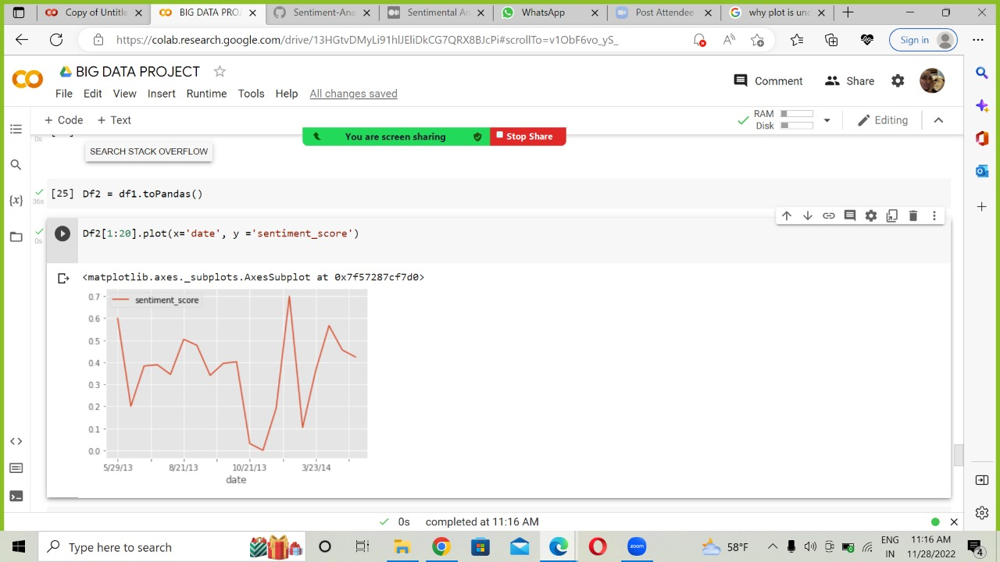 Copy of Untitle
BIG DATA PROJ
Sentiment-Ana
Sentimental An
WhatsApp
Post Attendee
why plot is unc
https://colab.research.google.com/drive/13HGtvDMyLi91hlJEliDkCG7QRX8BJcPi#scrollTo=v1ObF6vo_yS_
Sign in
BIG DATA PROJECT
File Edit View Insert Runtime Tools Help All changes saved
Comment
Share
+ Code + Text
RAM
Disk
Editing
You are screen sharing
Stop Share
0s
SEARCH STACK OVERFLOW
[25] Df2 = df1.toPandas()
36s
Df2[1:20].plot(x='date', y ='sentiment_score')
0s
<matplotlib.axes._subplots.AxesSubplot at 0x7f57287cf7d0>
sentiment_score
0.7
0.6
0.5
0.4
0.3
0.2
0.1
0.0
5/29/13 8/21/13 10/21/13 3/23/14
date
0s completed at 11:16 AM
Type here to search
zoom
58°F
ENG
IN
11:16 AM
11/28/2022
4